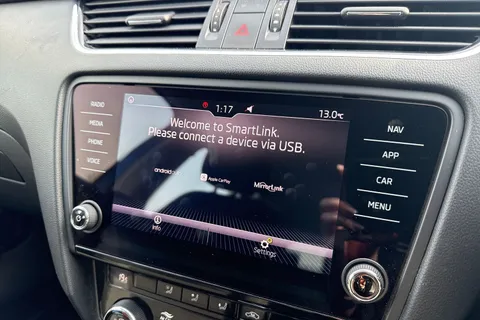 1:17
13.0°C
RADIO
MEDIA
PHONE
VOICE
Welcome to SmartLink.
Please connect a device via USB.
android
Apple CarPlay
MirrorLink
Info
Settings
NAV
APP
CAR
MENU